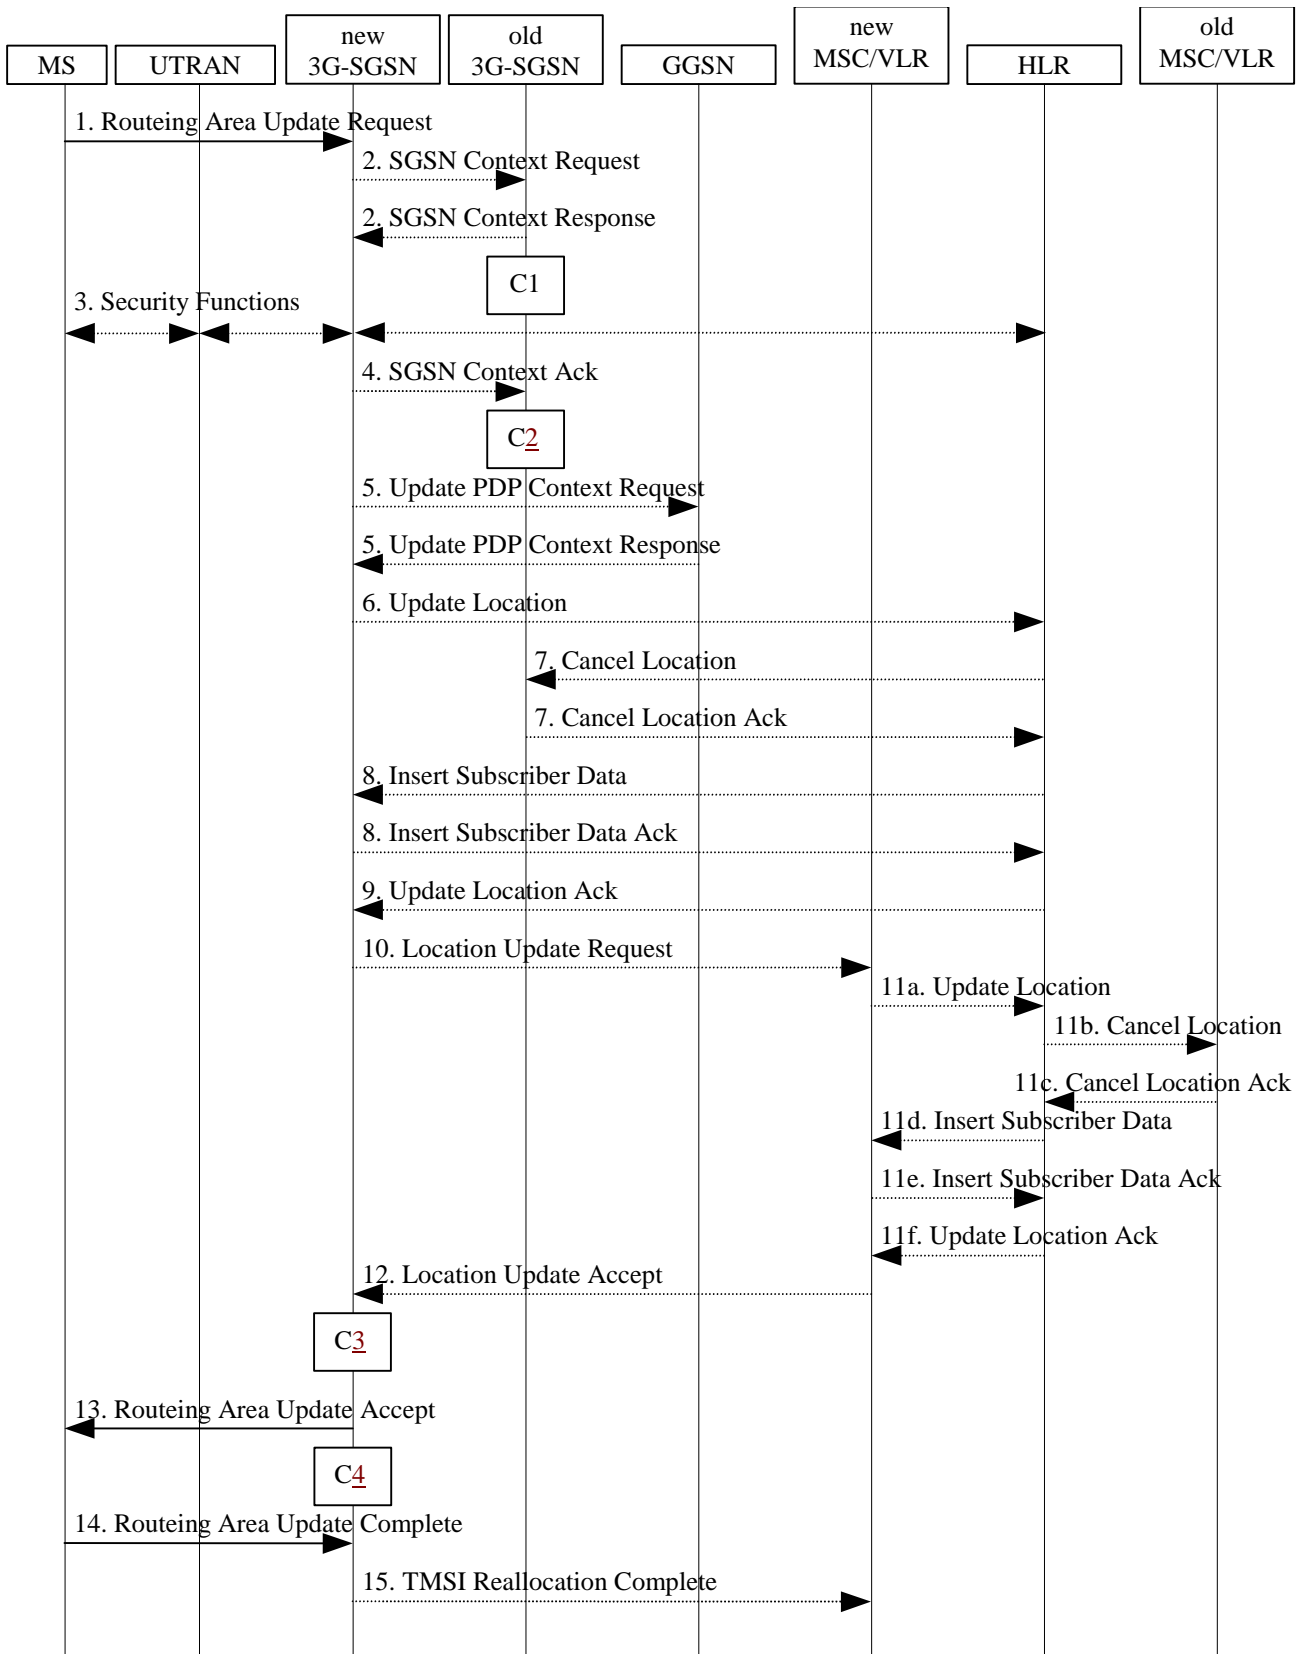 MS
UTRAN
new
3G-SGSN
old
3G-SGSN
GGSN
new
MSC/VLR
HLR
old
MSC/VLR
1. Routeing Area Update Request
2. SGSN Context Request
2. SGSN Context Response
C1
3. Security Functions
4. SGSN Context Ack
C2
5. Update PDP Context Request
5. Update PDP Context Response
6. Update Location
7. Cancel Location
7. Cancel Location Ack
8. Insert Subscriber Data
8. Insert Subscriber Data Ack
9. Update Location Ack
10. Location Update Request
11a. Update Location
11b. Cancel Location
11c. Cancel Location Ack
11d. Insert Subscriber Data
11e. Insert Subscriber Data Ack
11f. Update Location Ack
12. Location Update Accept
C3
13. Routeing Area Update Accept
C4
14. Routeing Area Update Complete
15. TMSI Reallocation Complete